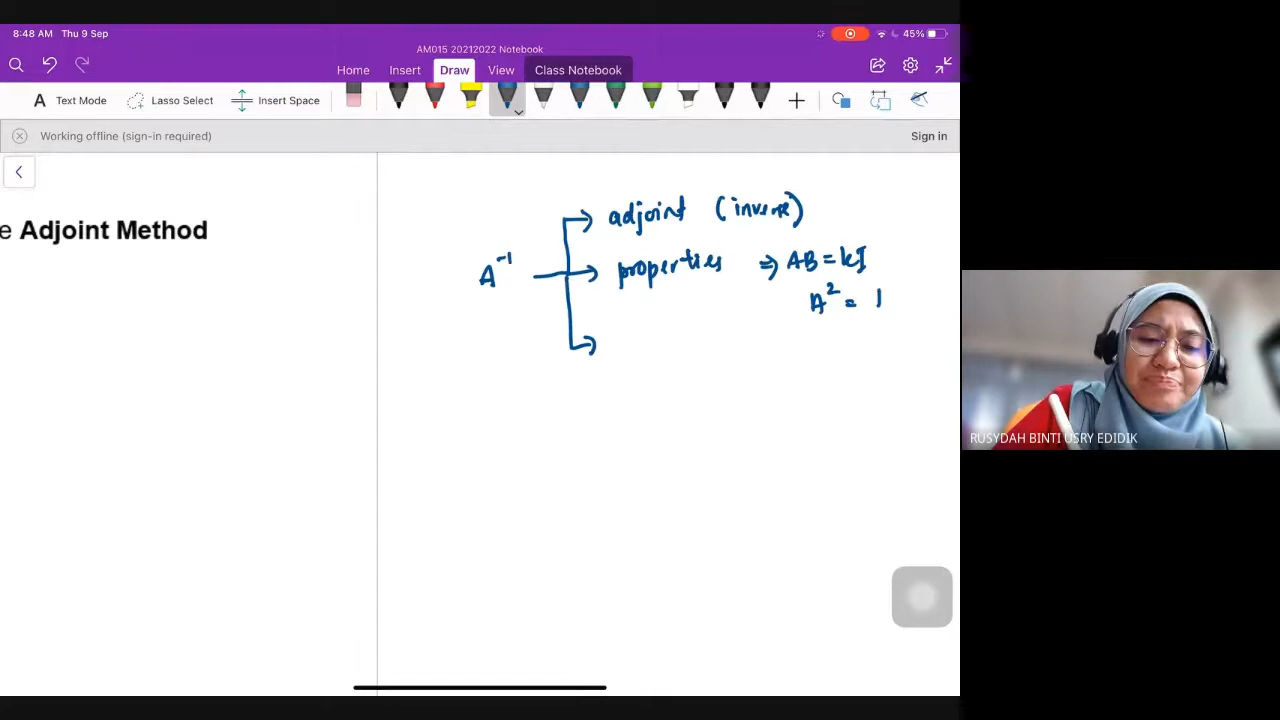 8:48 AM Thu 9 Sep
45%
AM015 20212022 Notebook
Home Insert Draw View Class Notebook
A Text Mode Lasso Select Insert Space
Working offline (sign-in required) Sign in
e Adjoint Method
adjoint (inverse)
A⁻¹ properties ⇒ AB = kI
A² = I
RUSYDAH BINTI USRY EDIDIK